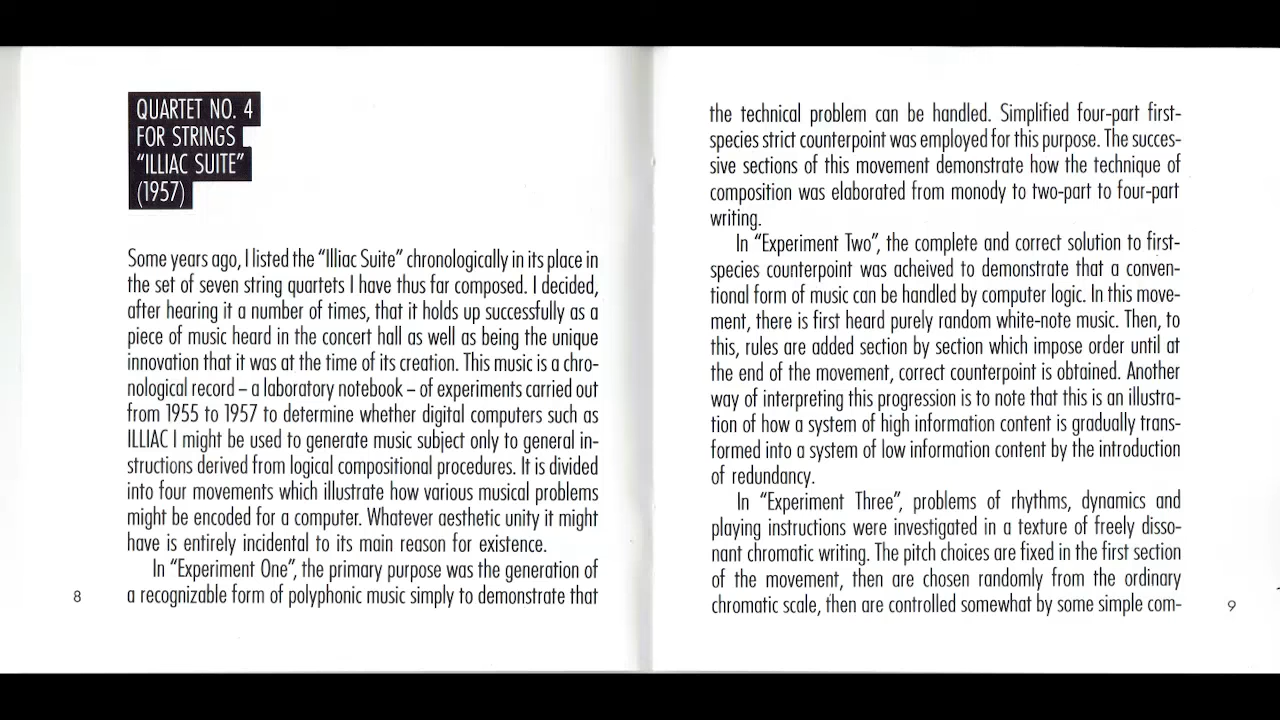 QUARTET NO. 4
FOR STRINGS
"ILLIAC SUITE"
(1957)
Some years ago, I listed the "Illiac Suite" chronologically in its place in
the set of seven string quartets I have thus far composed. I decided,
after hearing it a number of times, that it holds up successfully as a
piece of music heard in the concert hall as well as being the unique
innovation that it was at the time of its creation. This music is a chro-
nological record – a laboratory notebook – of experiments carried out
from 1955 to 1957 to determine whether digital computers such as
ILLIAC I might be used to generate music subject only to general in-
structions derived from logical compositional procedures. It is divided
into four movements which illustrate how various musical problems
might be encoded for a computer. Whatever aesthetic unity it might
have is entirely incidental to its main reason for existence.
In "Experiment One", the primary purpose was the generation of
a recognizable form of polyphonic music simply to demonstrate that
8
the technical problem can be handled. Simplified four-part first-
species strict counterpoint was employed for this purpose. The succes-
sive sections of this movement demonstrate how the technique of
composition was elaborated from monody to two-part to four-part
writing.
In "Experiment Two", the complete and correct solution to first-
species counterpoint was acheived to demonstrate that a conven-
tional form of music can be handled by computer logic. In this move-
ment, there is first heard purely random white-note music. Then, to
this, rules are added section by section which impose order until at
the end of the movement, correct counterpoint is obtained. Another
way of interpreting this progression is to note that this is an illustra-
tion of how a system of high information content is gradually trans-
formed into a system of low information content by the introduction
of redundancy.
In "Experiment Three", problems of rhythms, dynamics and
playing instructions were investigated in a texture of freely disso-
nant chromatic writing. The pitch choices are fixed in the first section
of the movement, then are chosen randomly from the ordinary
chromatic scale, then are controlled somewhat by some simple com-
9